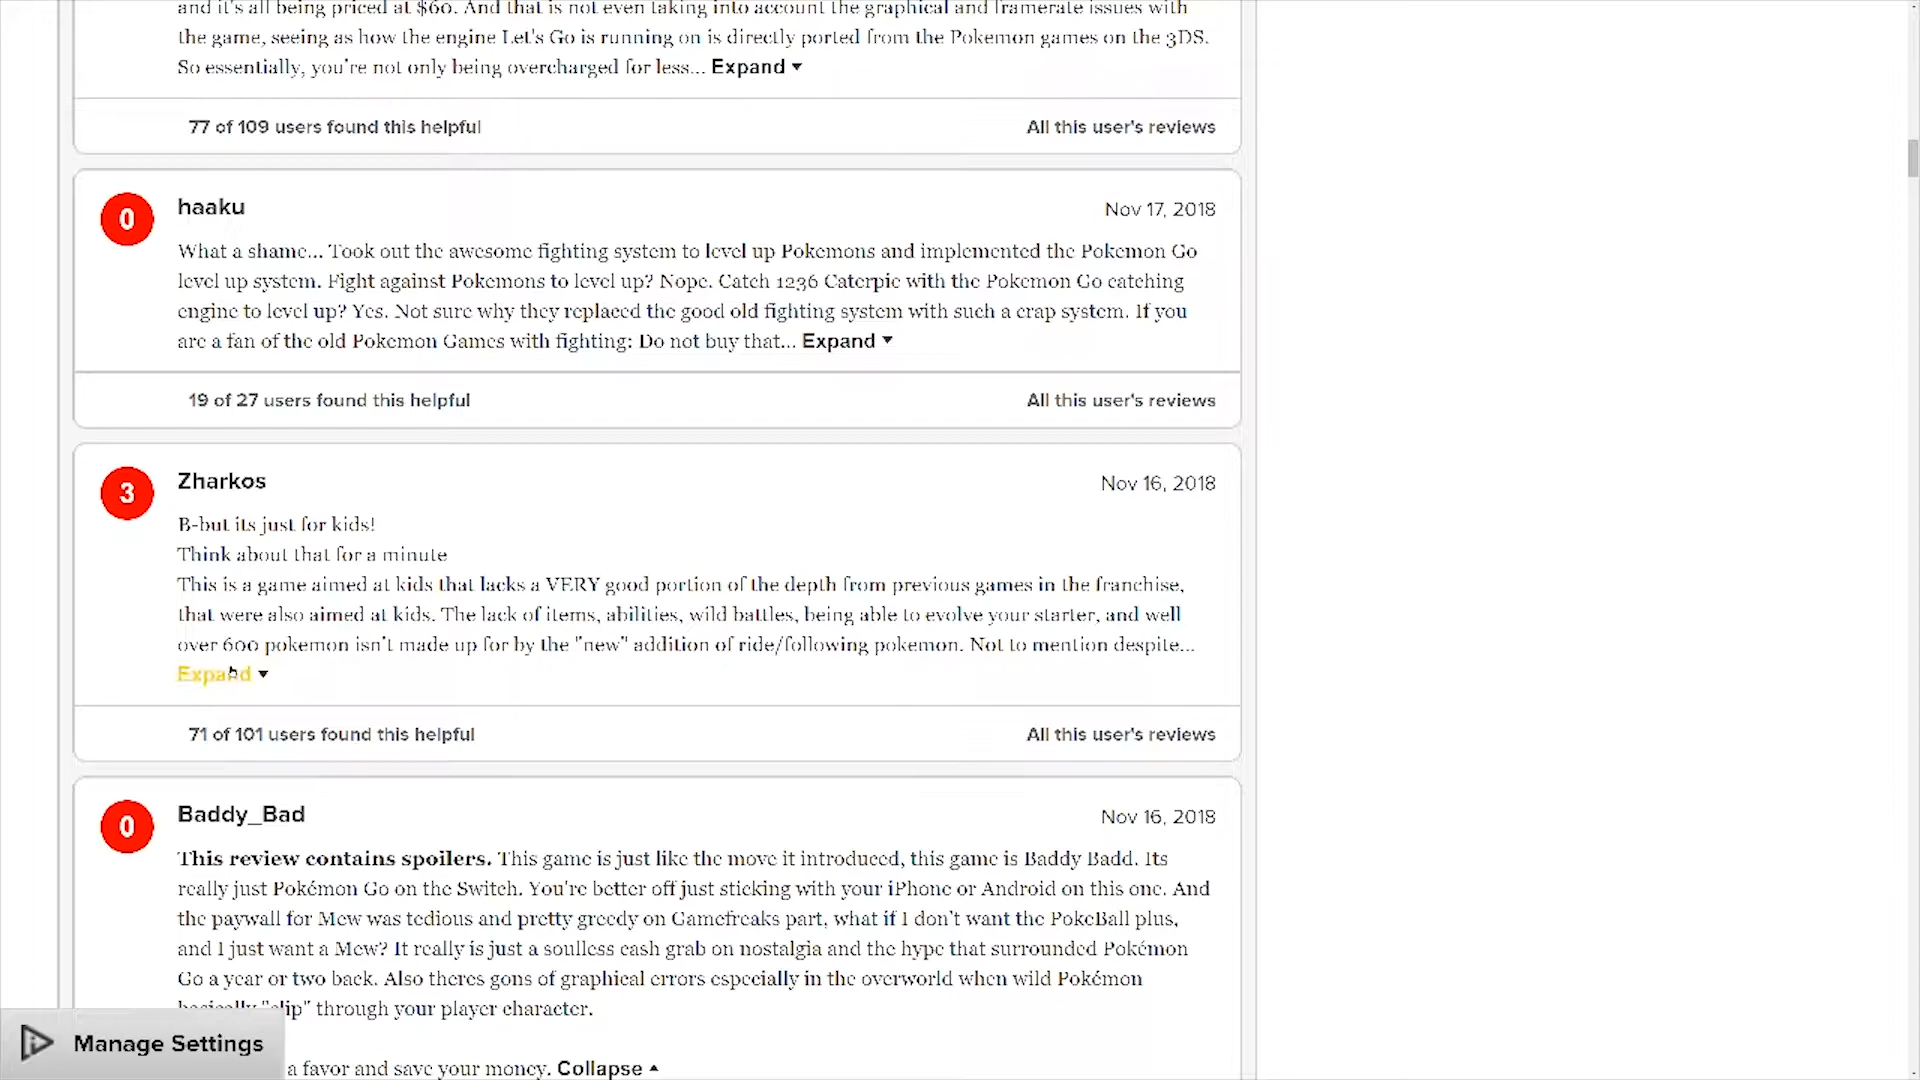 and it's all being priced at $60. And that is not even taking into account the graphical and framerate issues with
the game, seeing as how the engine Let's Go is running on is directly ported from the Pokemon games on the 3DS.
So essentially, you're not only being overcharged for less... Expand
77 of 109 users found this helpful
All this user's reviews
0
haaku
Nov 17, 2018
What a shame... Took out the awesome fighting system to level up Pokemons and implemented the Pokemon Go
level up system. Fight against Pokemons to level up? Nope. Catch 1236 Caterpie with the Pokemon Go catching
engine to level up? Yes. Not sure why they replaced the good old fighting system with such a crap system. If you
are a fan of the old Pokemon Games with fighting: Do not buy that... Expand
19 of 27 users found this helpful
All this user's reviews
3
Zharkos
Nov 16, 2018
B-but its just for kids!
Think about that for a minute
This is a game aimed at kids that lacks a VERY good portion of the depth from previous games in the franchise,
that were also aimed at kids. The lack of items, abilities, wild battles, being able to evolve your starter, and well
over 600 pokemon isn't made up for by the "new" addition of ride/following pokemon. Not to mention despite...
Expand
71 of 101 users found this helpful
All this user's reviews
0
Baddy_Bad
Nov 16, 2018
This review contains spoilers. This game is just like the move it introduced, this game is Baddy Badd. Its
really just Pokémon Go on the Switch. You're better off just sticking with your iPhone or Android on this one. And
the paywall for Mew was tedious and pretty greedy on Gamefreaks part, what if I don't want the PokeBall plus,
and I just want a Mew? It really is just a soulless cash grab on nostalgia and the hype that surrounded Pokémon
Go a year or two back. Also theres gons of graphical errors especially in the overworld when wild Pokémon
basically "clip" through your player character.
Manage Settings
a favor and save your money. Collapse